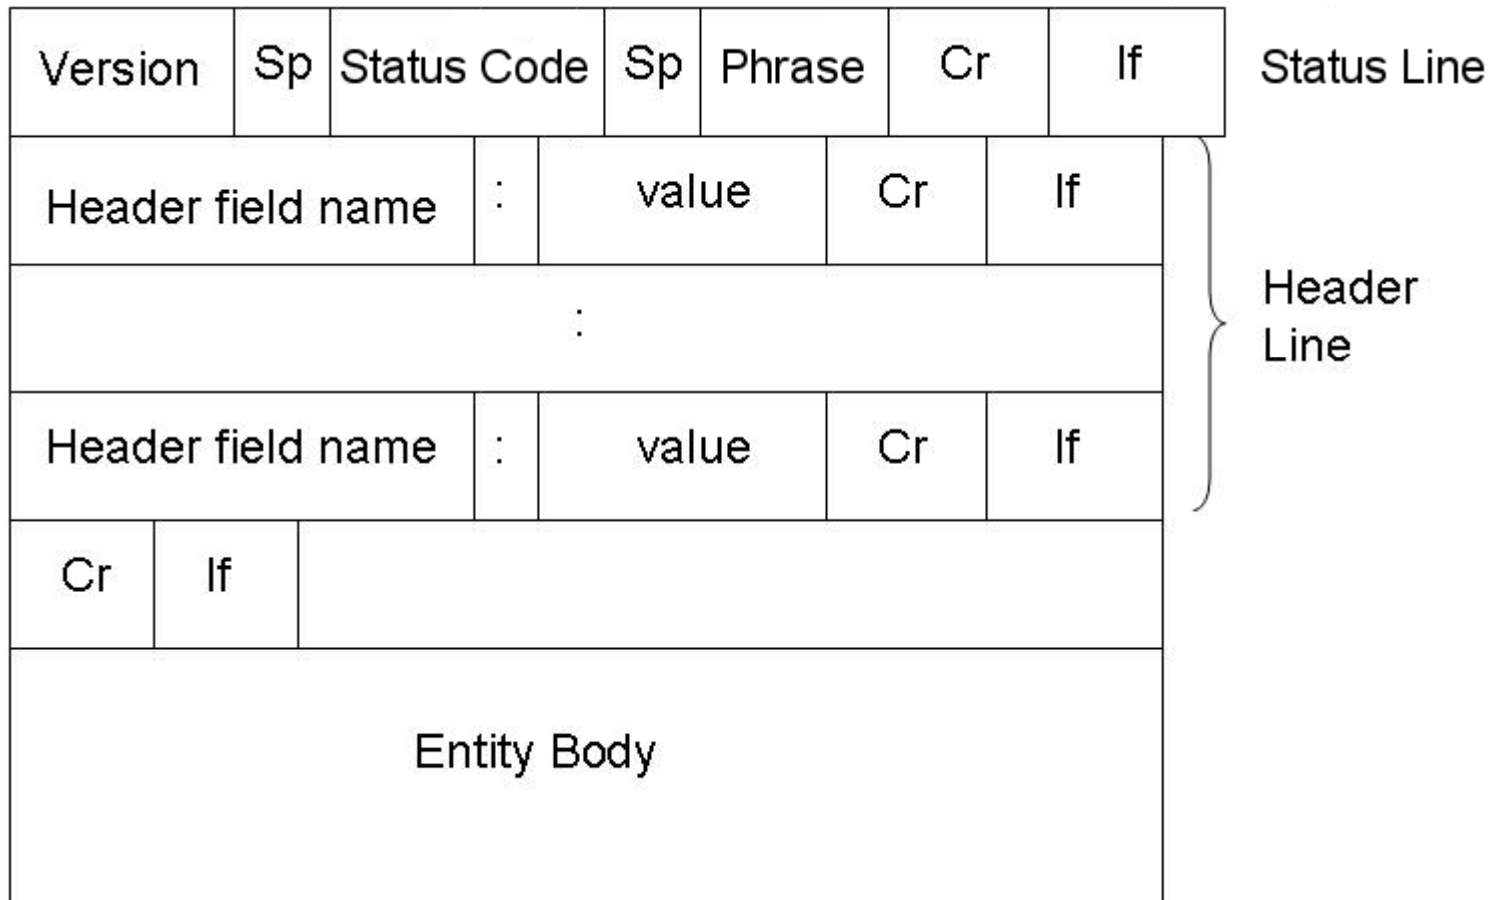 Version Sp Status Code Sp Phrase Cr lf Status Line
Header field name : value Cr lf
:
Header
Line
Header field name : value Cr lf
Cr lf
Entity Body